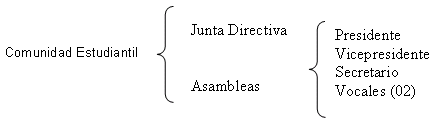 Comunidad Estudiantil
Junta Directiva
Asambleas
Presidente
Vicepresidente
Secretario
Vocales (02)